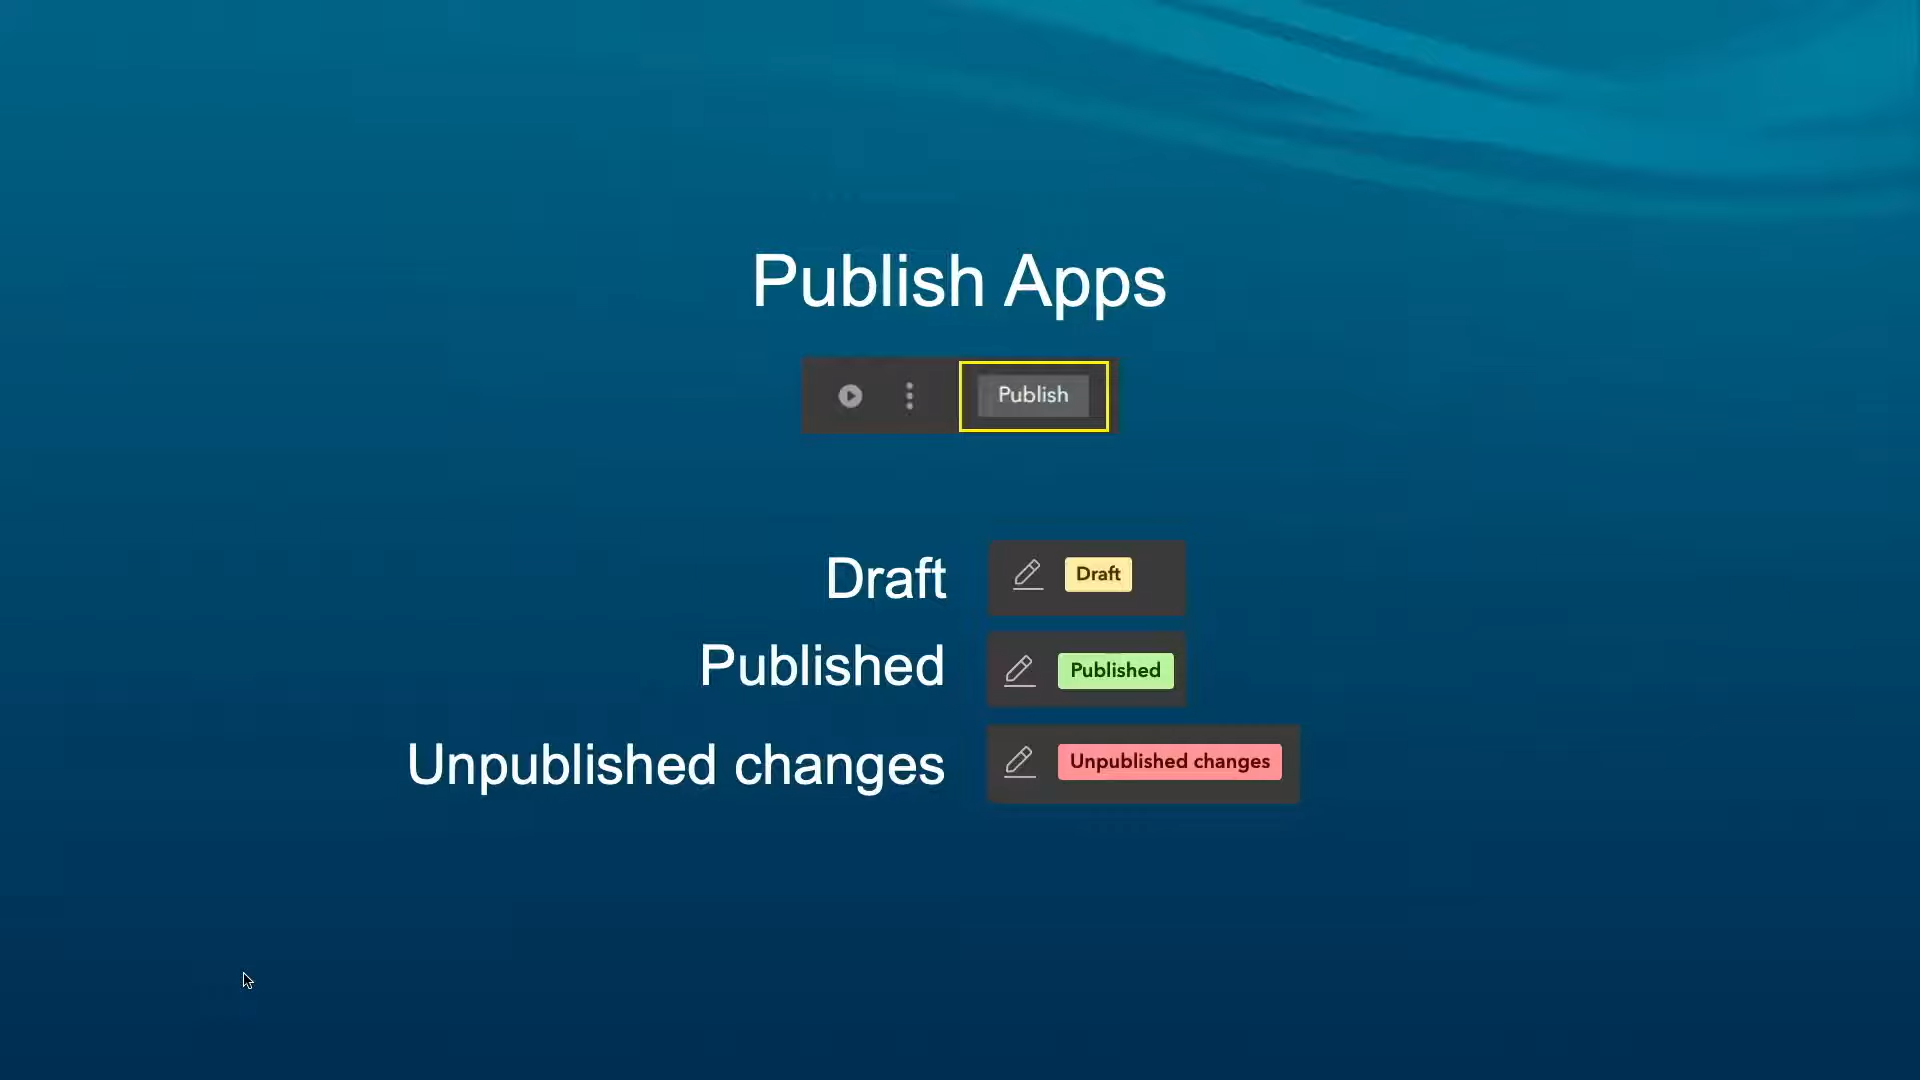 Publish Apps
Publish
Draft Draft
Published Published
Unpublished changes Unpublished changes